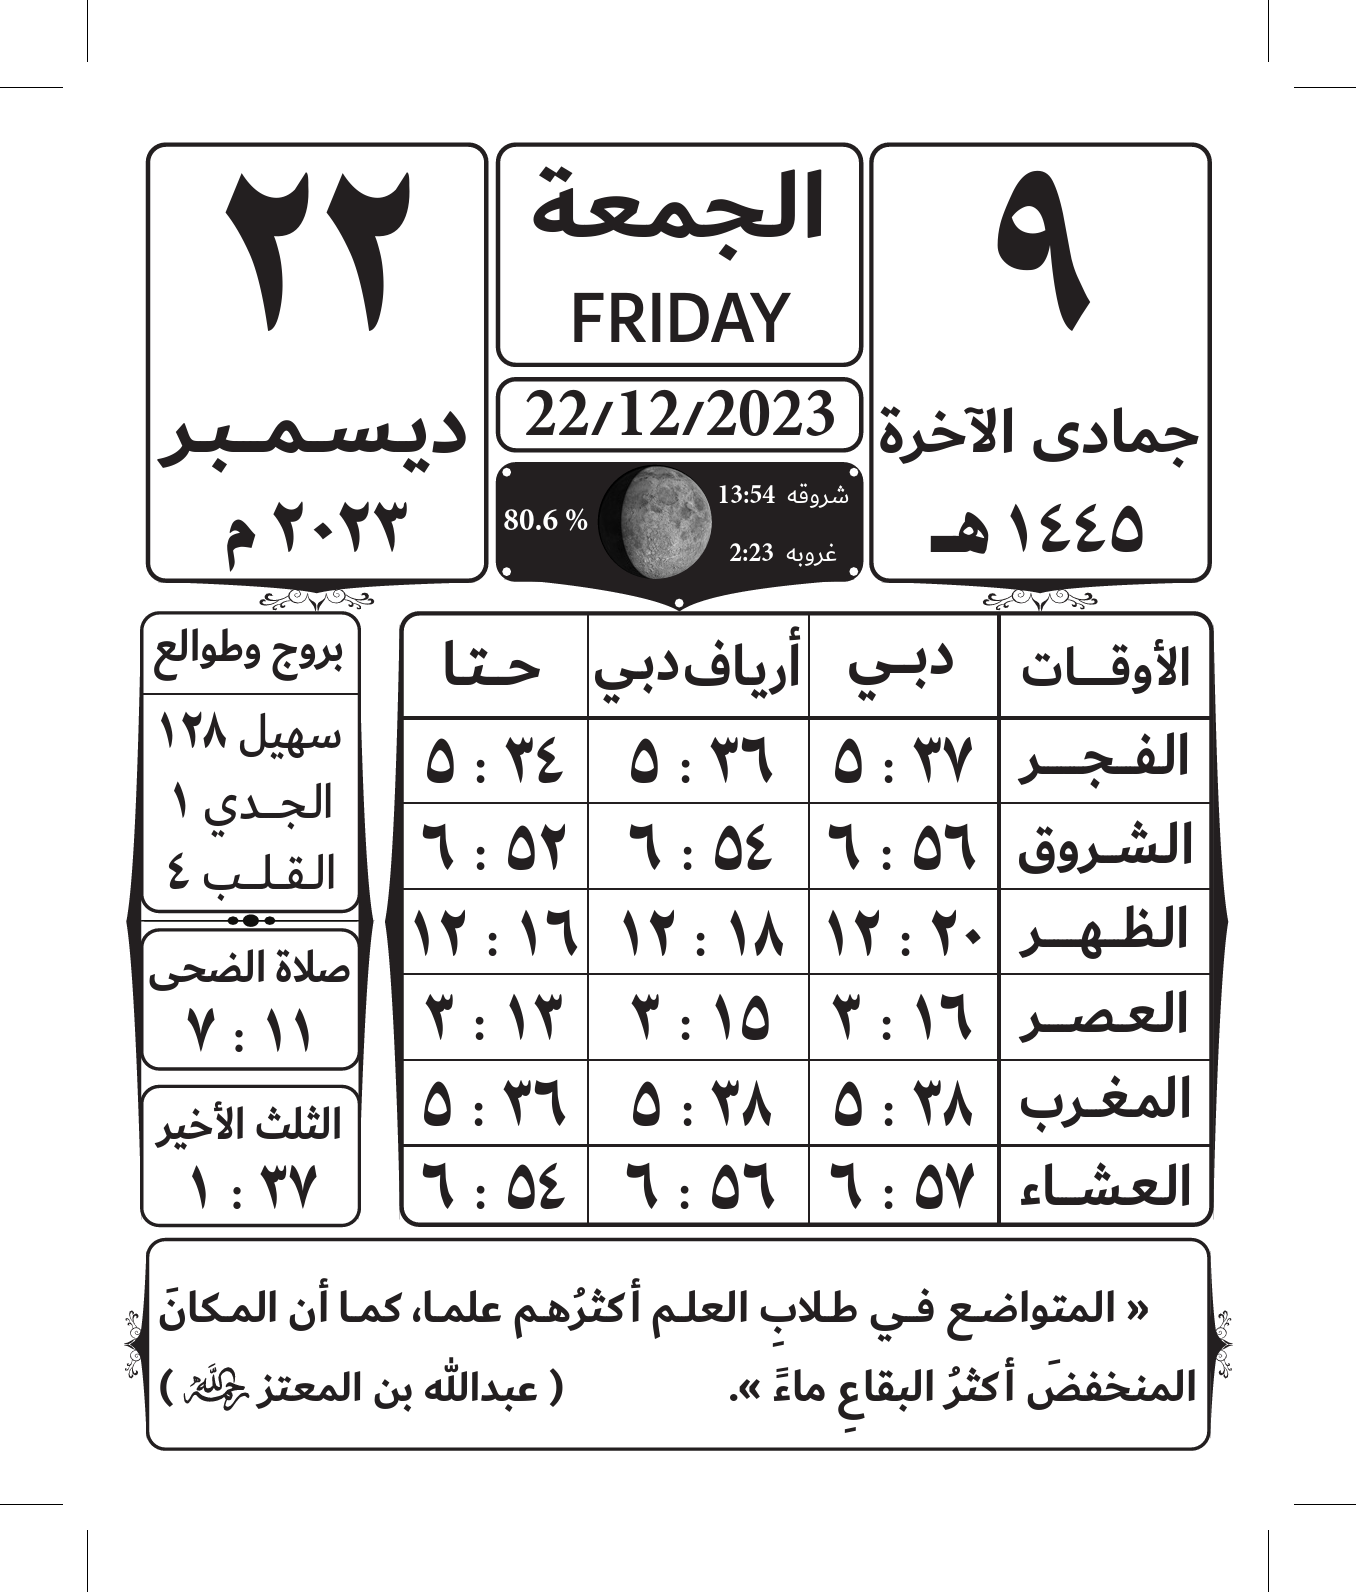 ٩
جمادى الآخرة
١٤٤٥ هـ
الجمعة
FRIDAY
22/12/2023
شروقه 13:54
غروبه 2:23
80.6 %
٢٢
ديسمبر
٢٠٢٣ م
الأوقات دبي أرياف دبي حتا
الفجر ٣٧ : ٥ ٣٦ : ٥ ٣٤ : ٥
الشروق ٥٦ : ٦ ٥٤ : ٦ ٥٢ : ٦
الظهر ٢٠ : ١٢ ١٨ : ١٢ ١٦ : ١٢
العصر ١٦ : ٣ ١٥ : ٣ ١٣ : ٣
المغرب ٣٨ : ٥ ٣٨ : ٥ ٣٦ : ٥
العشاء ٥٧ : ٦ ٥٦ : ٦ ٥٤ : ٦
بروج وطوالع
سهيل ١٢٨
الجدي ١
القلب ٤
صلاة الضحى
١١ : ٧
الثلث الأخير
٣٧ : ١
« المتواضع في طلابِ العلم أكثرُهم علما، كما أن المكانَ
المنخفضَ أكثرُ البقاعِ ماءً ». ( عبدالله بن المعتز رحمه الله )